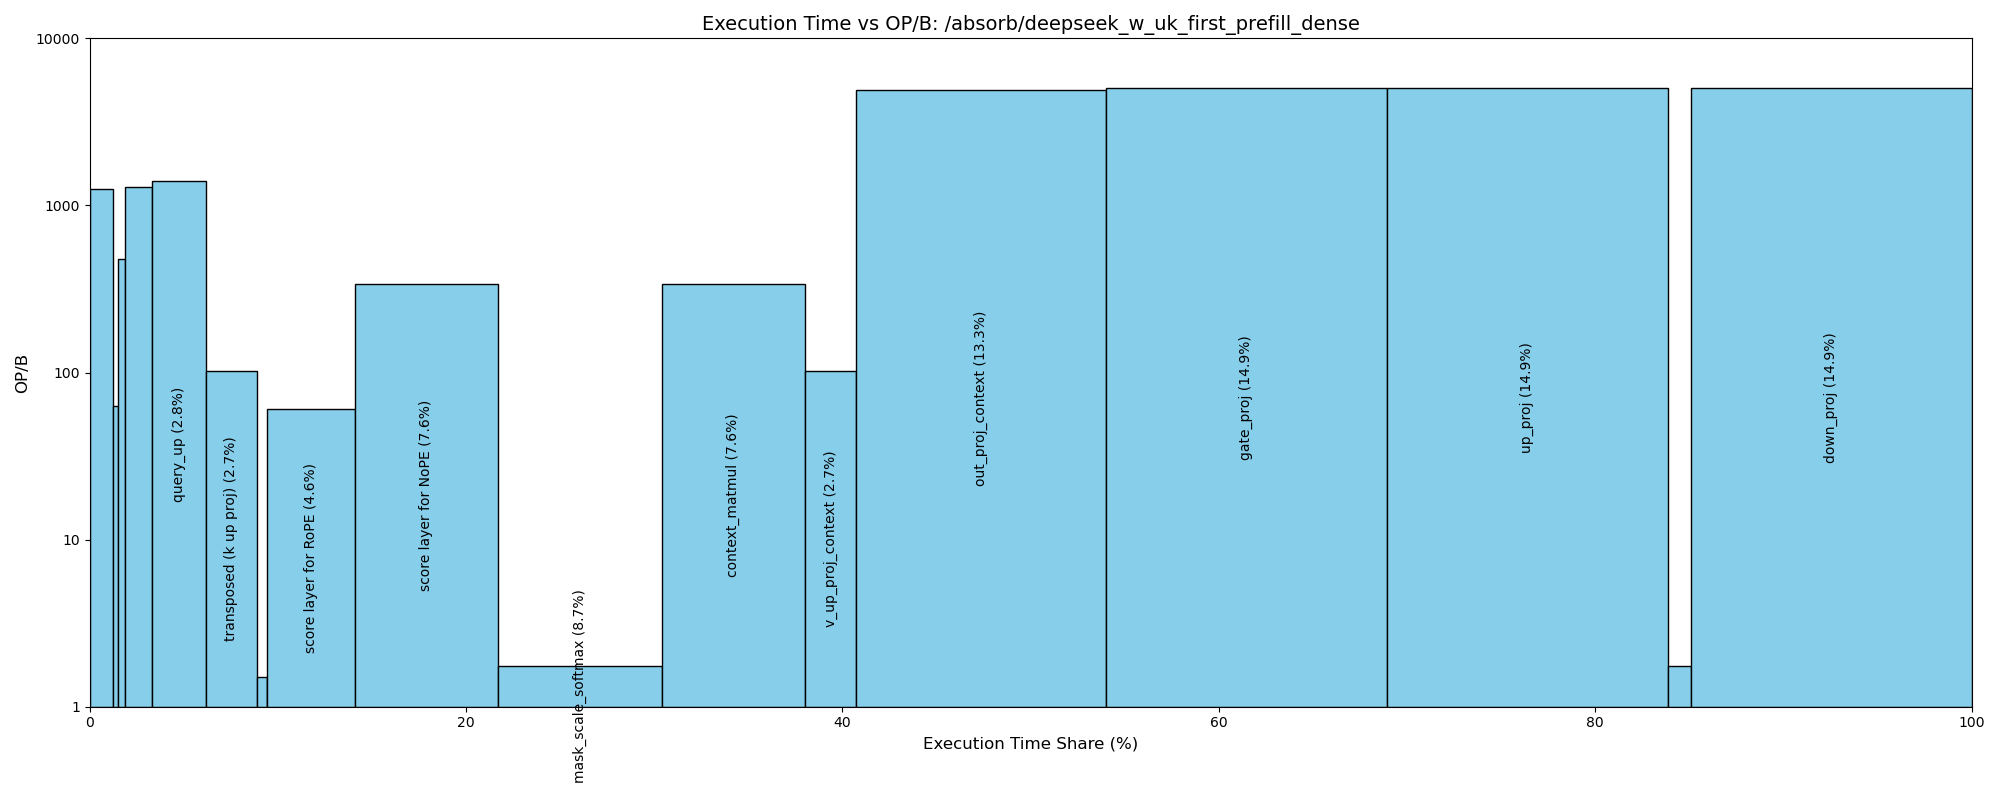 Execution Time vs OP/B: /absorb/deepseek_w_uk_first_prefill_dense
OP/B
10000
1000
100
10
1
query_up (2.8%)
transposed (k up proj) (2.7%)
score layer for RoPE (4.6%)
score layer for NoPE (7.6%)
mask_scale_softmax (8.7%)
context_matmul (7.6%)
v_up_proj_context (2.7%)
out_proj_context (13.3%)
gate_proj (14.9%)
up_proj (14.9%)
down_proj (14.9%)
0
20
40
60
80
100
Execution Time Share (%)